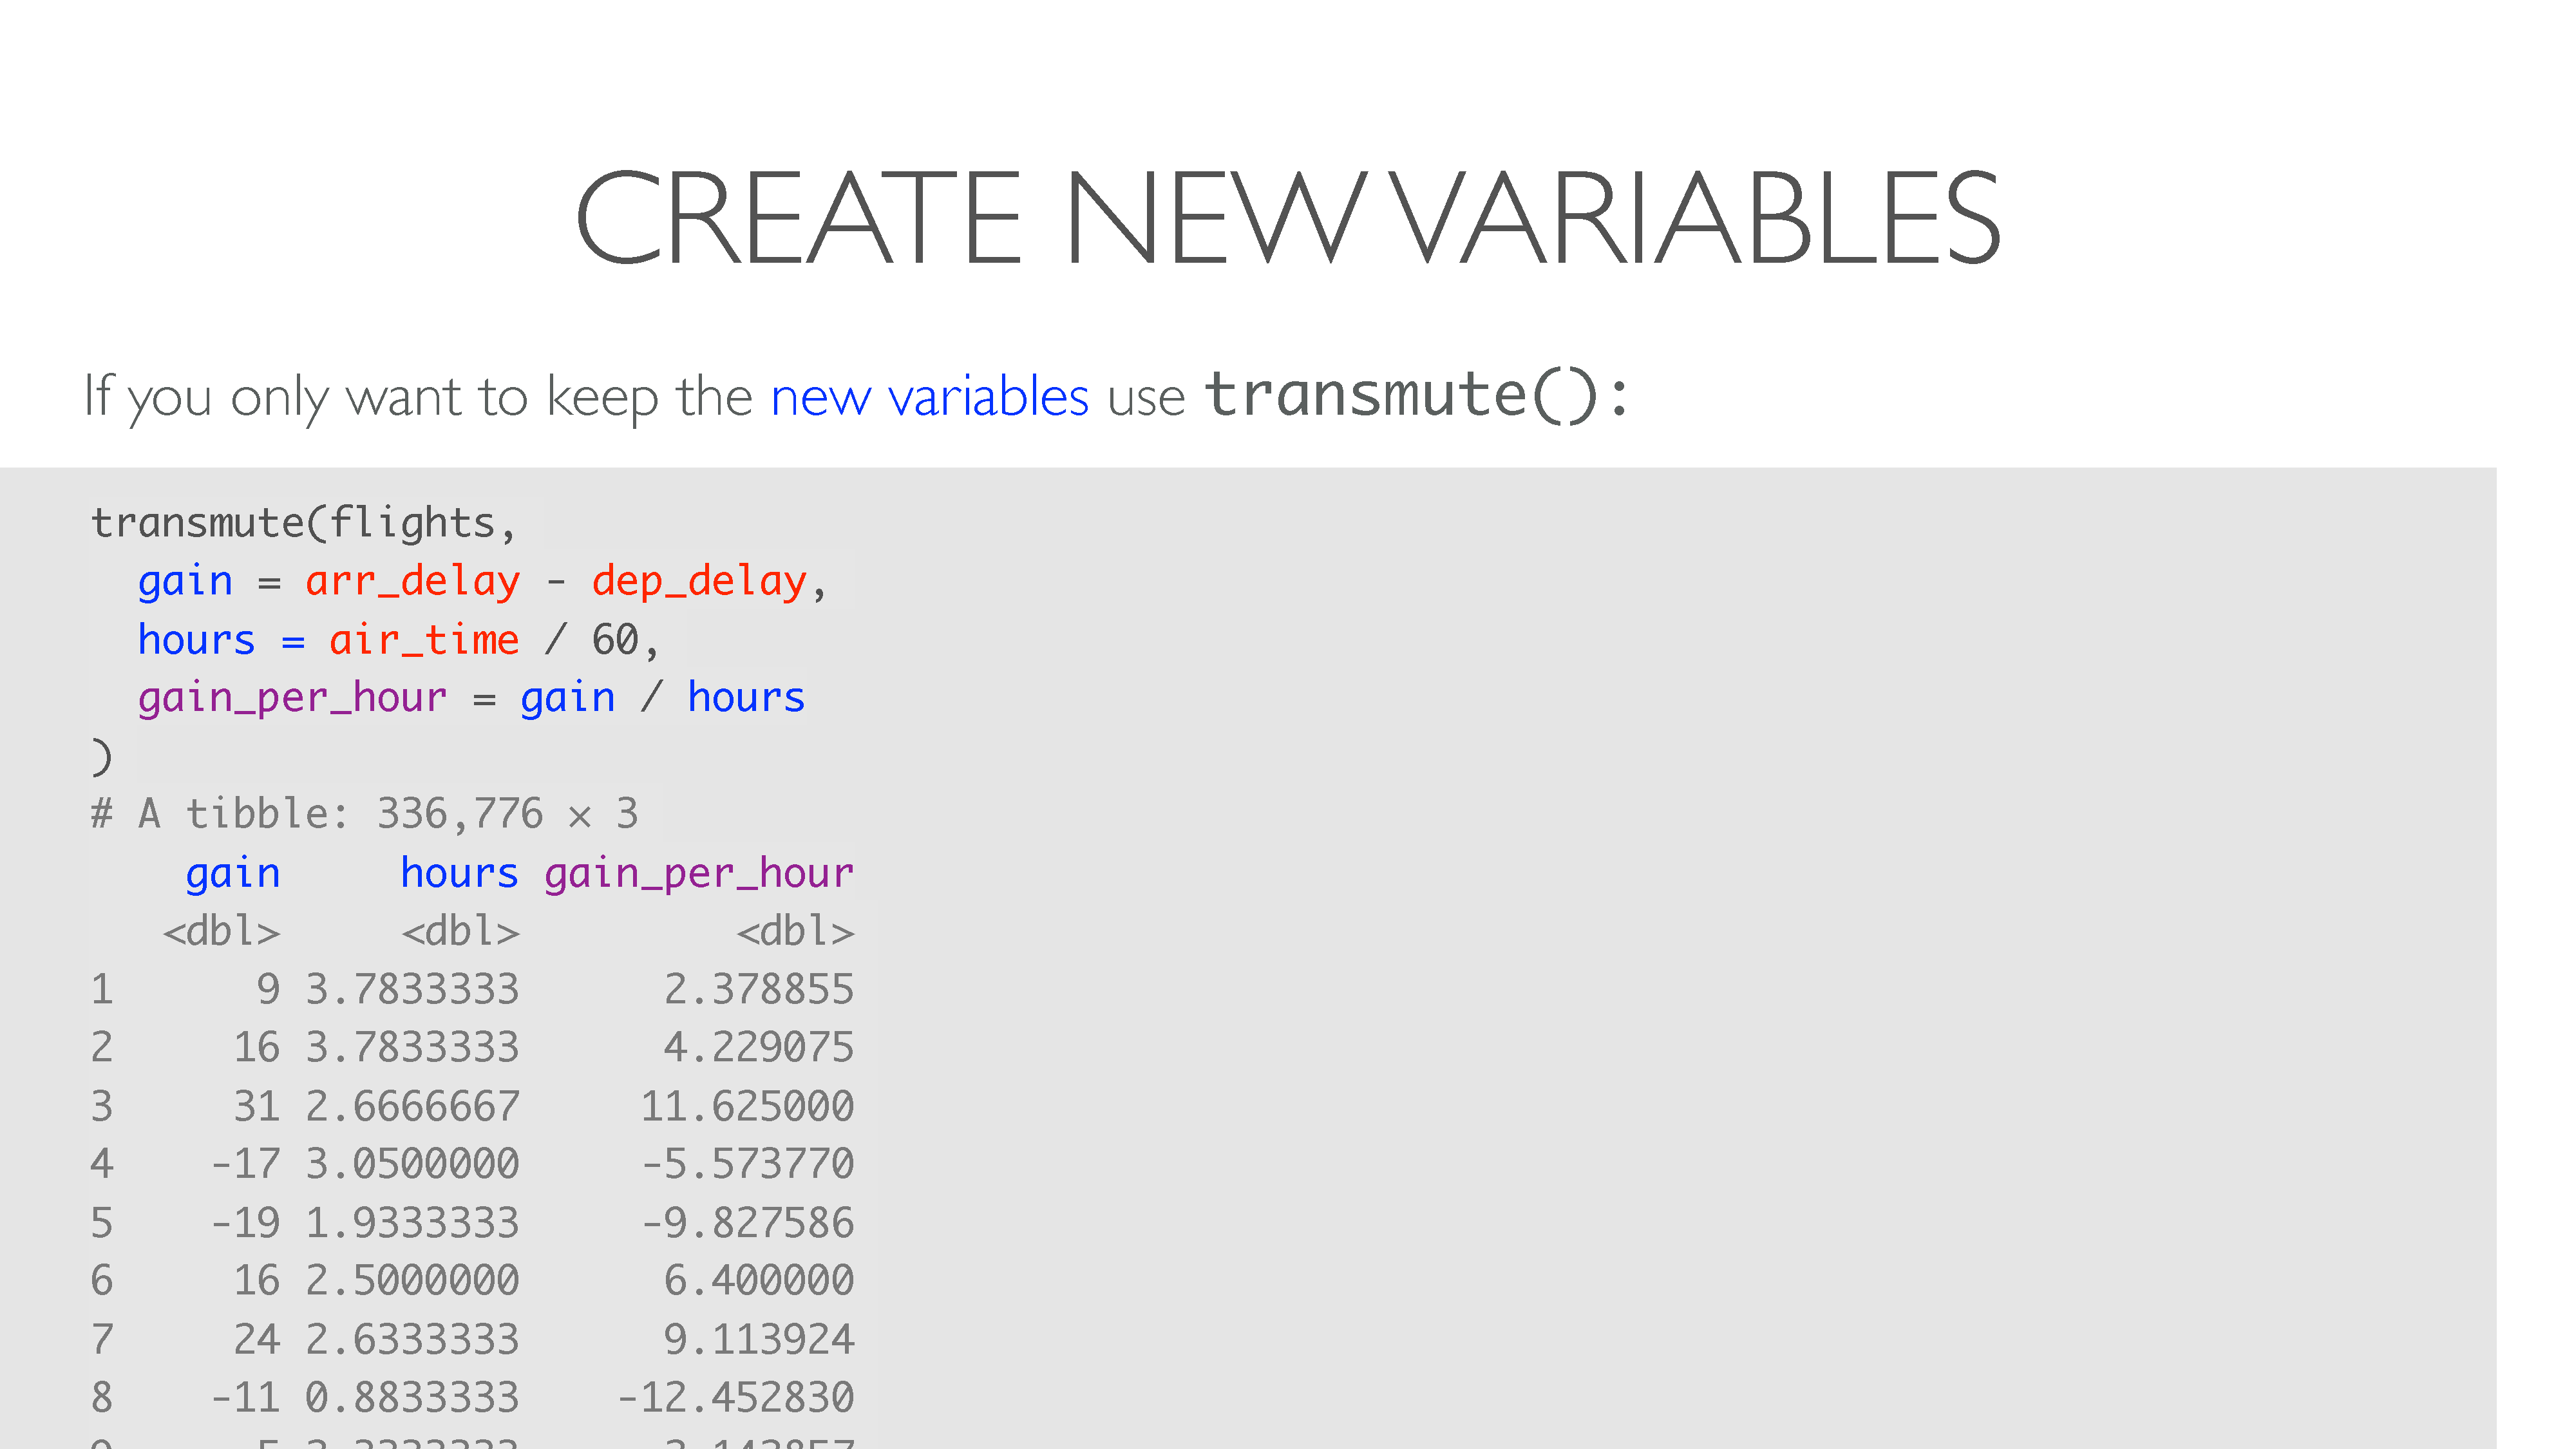 CREATE NEW VARIABLES
If you only want to keep the new variables use transmute():
transmute(flights,
  gain = arr_delay - dep_delay,
  hours = air_time / 60,
  gain_per_hour = gain / hours
)
# A tibble: 336,776 × 3
    gain     hours gain_per_hour
   <dbl>     <dbl>         <dbl>
1      9 3.7833333      2.378855
2     16 3.7833333      4.229075
3     31 2.6666667     11.625000
4    -17 3.0500000     -5.573770
5    -19 1.9333333     -9.827586
6     16 2.5000000      6.400000
7     24 2.6333333      9.113924
8    -11 0.8833333    -12.452830